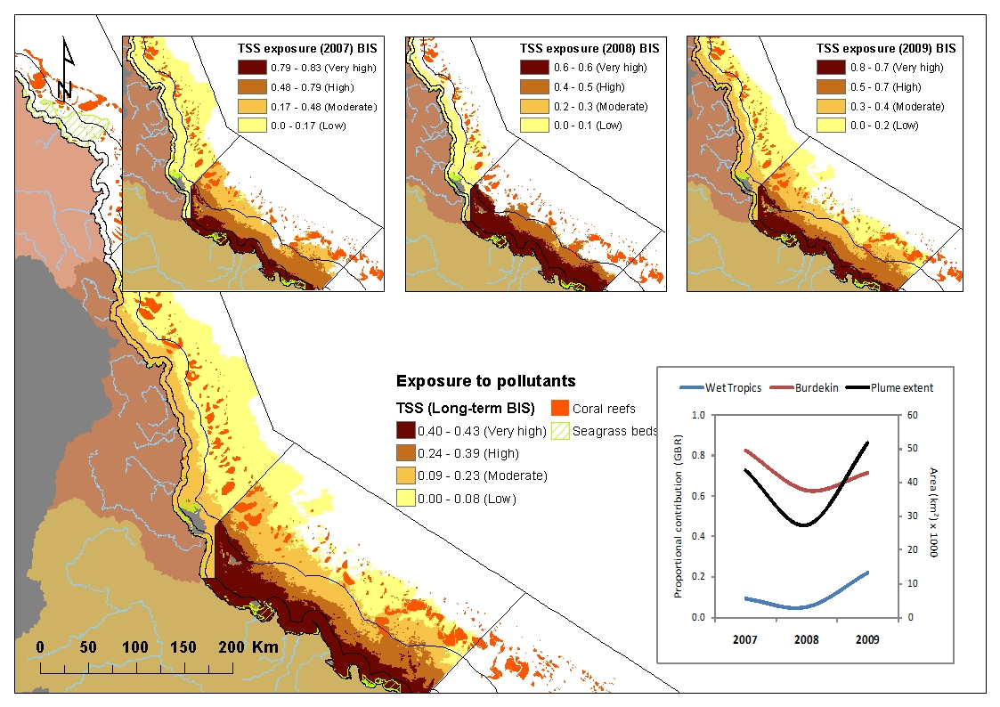 N
TSS exposure (2007) BIS
0.79 - 0.83 (Very high)
0.48 - 0.79 (High)
0.17 - 0.48 (Moderate)
0.0 - 0.17 (Low)
TSS exposure (2008) BIS
0.6 - 0.6 (Very high)
0.4 - 0.5 (High)
0.2 - 0.3 (Moderate)
0.0 - 0.1 (Low)
TSS exposure (2009) BIS
0.8 - 0.7 (Very high)
0.5 - 0.7 (High)
0.3 - 0.4 (Moderate)
0.0 - 0.2 (Low)
Exposure to pollutants
TSS (Long-term BIS)
0.40 - 0.43 (Very high)
0.24 - 0.39 (High)
0.09 - 0.23 (Moderate)
0.00 - 0.08 (Low)
Coral reefs
Seagrass beds
Wet Tropics Burdekin Plume extent
Proportional contribution (GBR)
1.0
0.8
0.6
0.4
0.2
0.0
60
50
40
30
20
10
0
Area (km²) x 1000
2007 2008 2009
0 50 100 150 200 Km